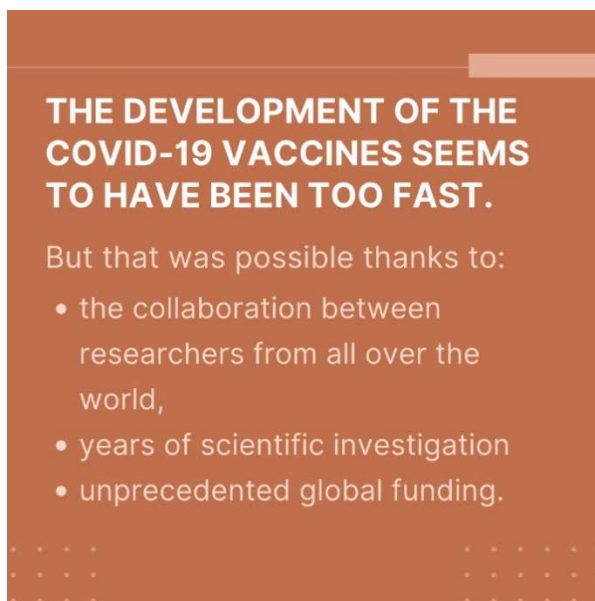 THE DEVELOPMENT OF THE
COVID-19 VACCINES SEEMS
TO HAVE BEEN TOO FAST.
But that was possible thanks to:
• the collaboration between
researchers from all over the
world,
• years of scientific investigation
• unprecedented global funding.